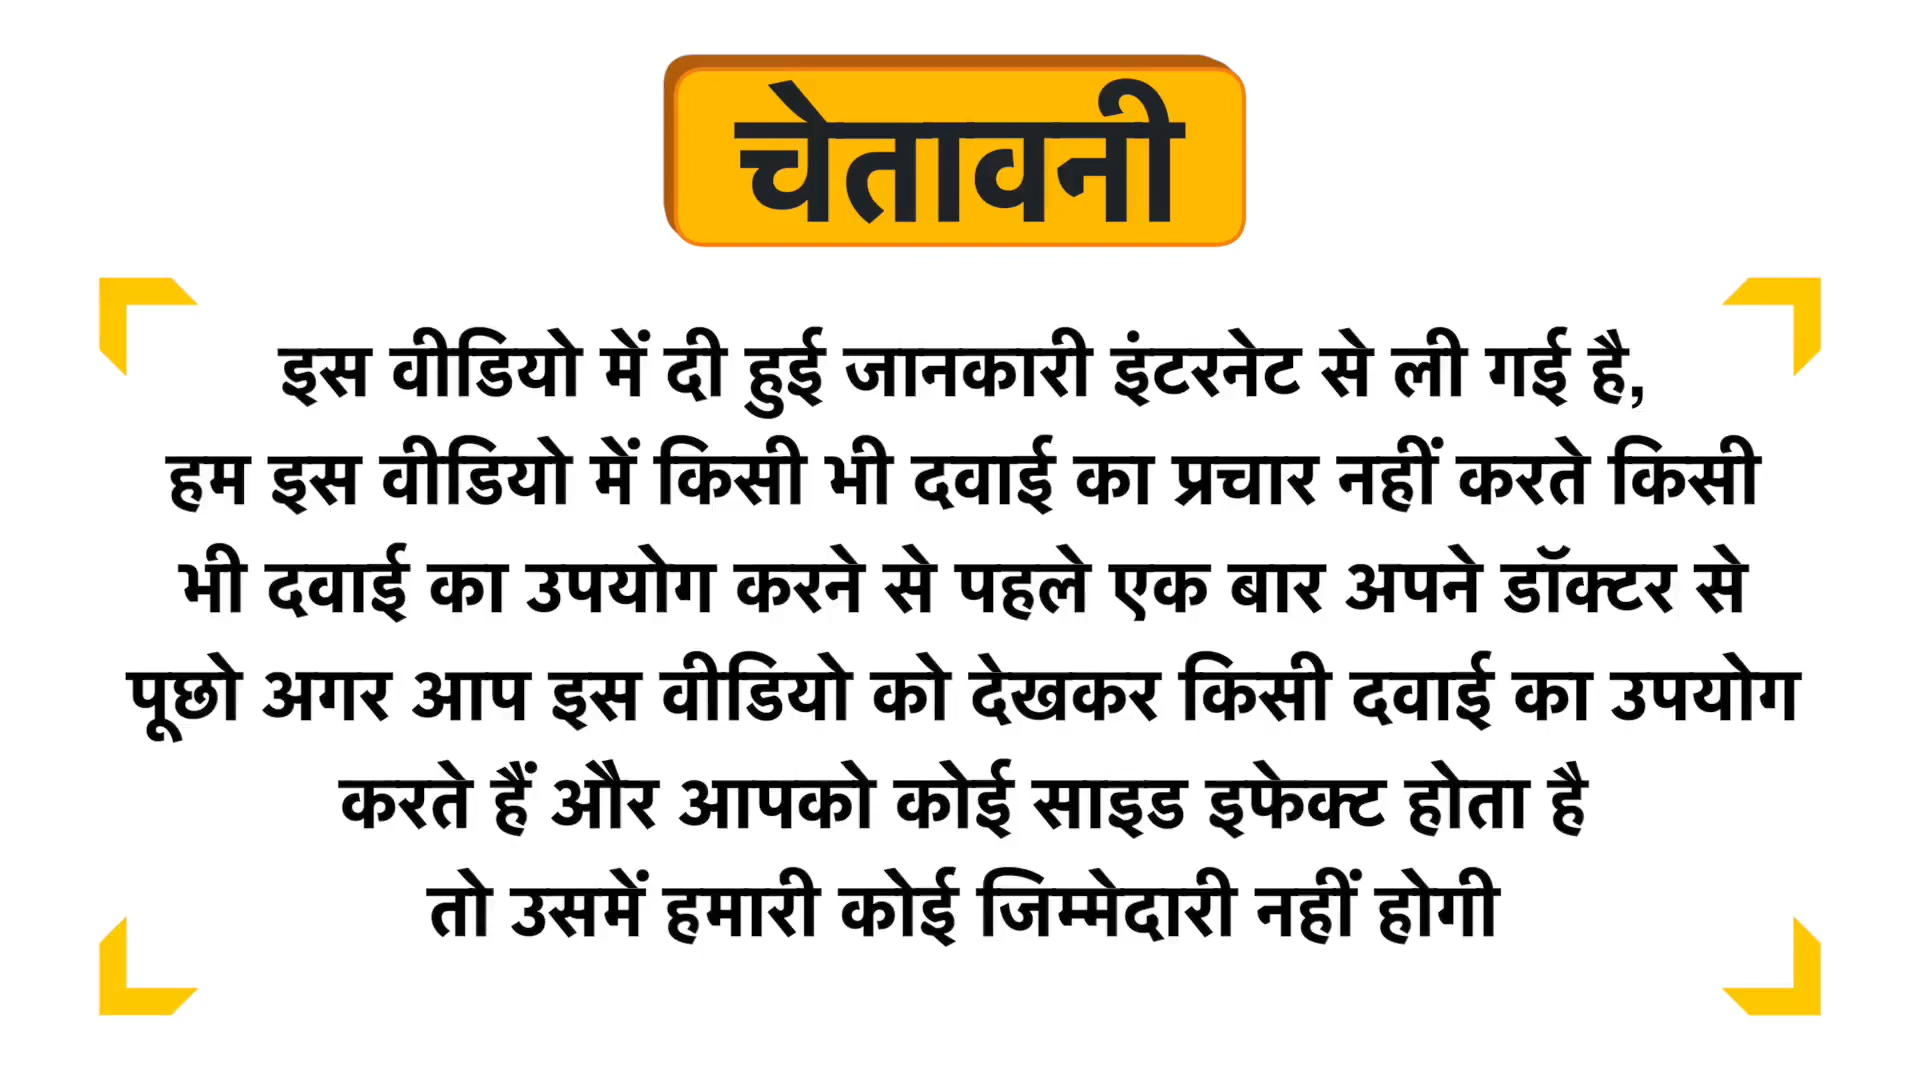 चेतावनी
इस वीडियो में दी हुई जानकारी इंटरनेट से ली गई है,
हम इस वीडियो में किसी भी दवाई का प्रचार नहीं करते किसी
भी दवाई का उपयोग करने से पहले एक बार अपने डॉक्टर से
पूछो अगर आप इस वीडियो को देखकर किसी दवाई का उपयोग
करते हैं और आपको कोई साइड इफेक्ट होता है
तो उसमें हमारी कोई जिम्मेदारी नहीं होगी